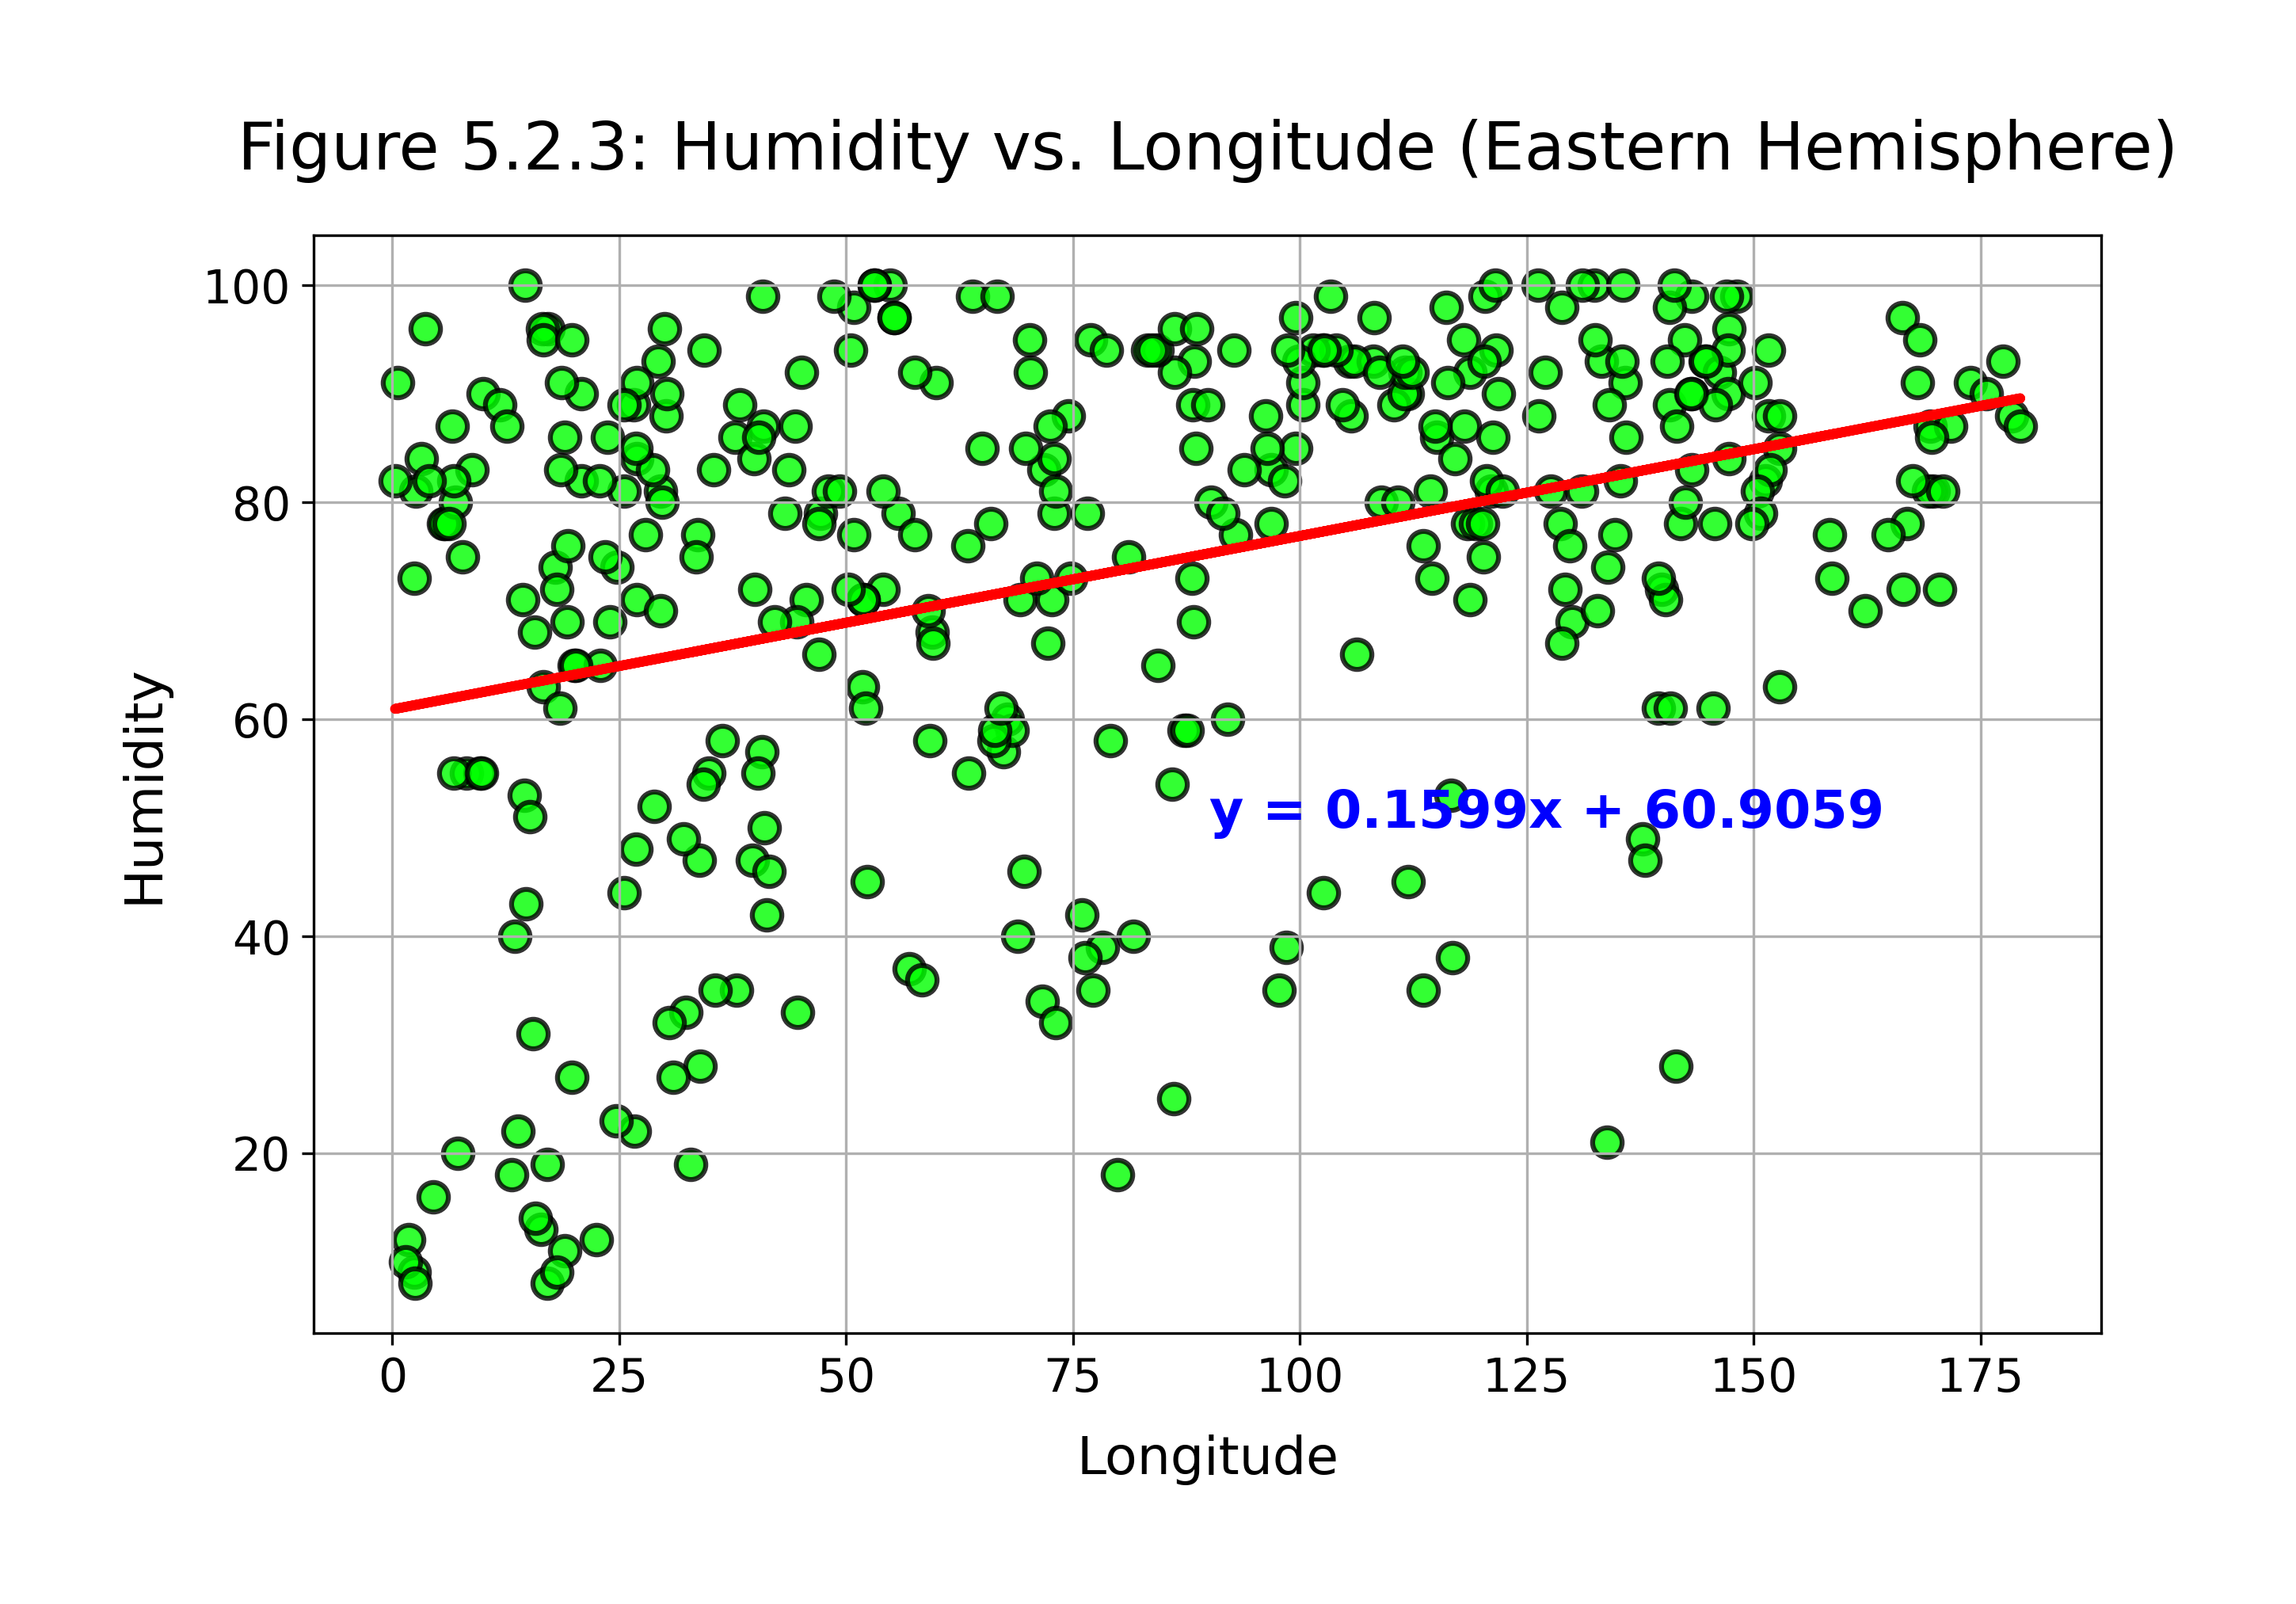 Figure 5.2.3: Humidity vs. Longitude (Eastern Hemisphere)
100
80
60
40
20
Humidity
y = 0.1599x + 60.9059
0 25 50 75 100 125 150 175
Longitude